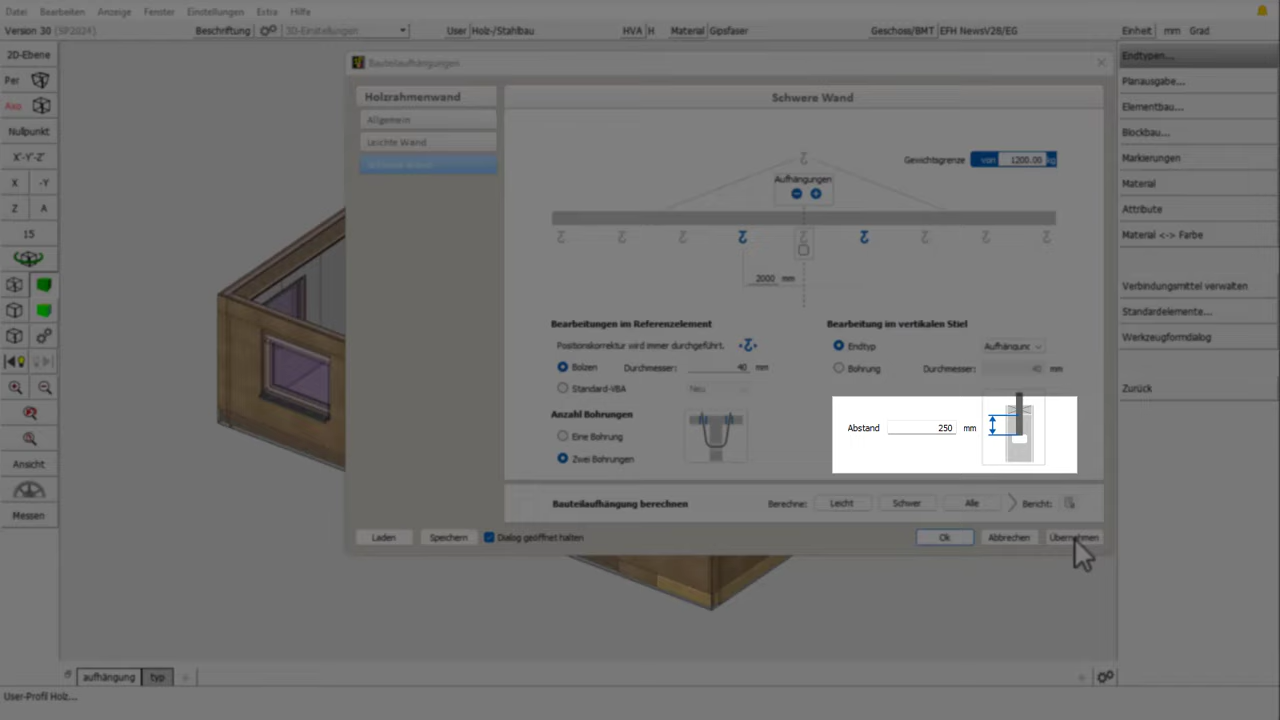 Datei Bearbeiten Anzeige Fenster Einstellungen Extra Hilfe
Version 30 (SP2024) Beschriftung 3D-Einstellungen User Holz-/Stahlbau HVA H Material Gipsfaser Geschoss/BMT EFH NewsV28/EG Einheit mm Grad
2D-Ebene
Per
Axo
Nullpunkt
X'-Y'-Z'
X -Y
Z A
15
Ansicht
Messen
Bauteilaufhängungen
Holzrahmenwand
Allgemein
Leichte Wand
Schwere Wand
Schwere Wand
Gewichtsgrenze von 1200.00 kg
Aufhängungen
2000 mm
Bearbeitungen im Referenzelement
Positionskorrektur wird immer durchgeführt.
Bolzen Durchmesser: 40 mm
Standard-VBA Neu
Anzahl Bohrungen
Eine Bohrung
Zwei Bohrungen
Bearbeitung im vertikalen Stiel
Endtyp Aufhängunc
Bohrung Durchmesser: 40 mm
Abstand 250 mm
Bauteilaufhängung berechnen Berechne: Leicht Schwer Alle Bericht:
Laden Speichern Dialog geöffnet halten Ok Abbrechen Übernehmen
Endtypen...
Planausgabe...
Elementbau...
Blockbau...
Markierungen
Material
Attribute
Material <-> Farbe
Verbindungsmittel verwalten
Standardelemente...
Werkzeugformdialog
Zurück
aufhängung typ
User-Profil Holz...